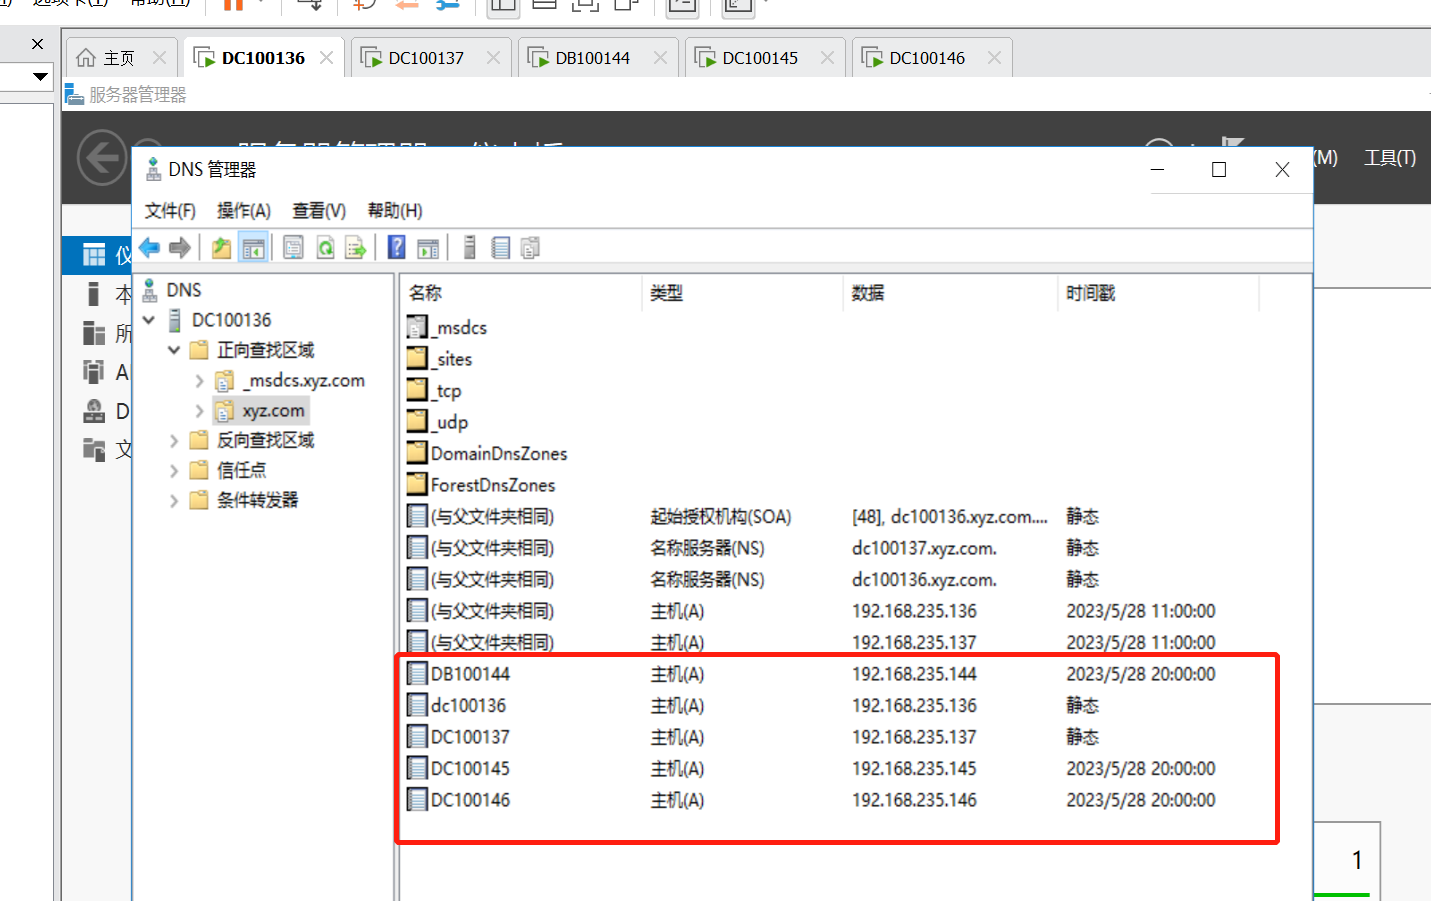 选项卡(T) 帮助(H)
主页
DC100136
DC100137
DB100144
DC100145
DC100146
服务器管理器
(M) 工具(T)
DNS 管理器
文件(F) 操作(A) 查看(V) 帮助(H)
仪
本
所
A
D
文
DNS
DC100136
正向查找区域
_msdcs.xyz.com
xyz.com
反向查找区域
信任点
条件转发器
名称 类型 数据 时间戳
_msdcs
_sites
_tcp
_udp
DomainDnsZones
ForestDnsZones
(与父文件夹相同) 起始授权机构(SOA) [48], dc100136.xyz.com.... 静态
(与父文件夹相同) 名称服务器(NS) dc100137.xyz.com. 静态
(与父文件夹相同) 名称服务器(NS) dc100136.xyz.com. 静态
(与父文件夹相同) 主机(A) 192.168.235.136 2023/5/28 11:00:00
(与父文件夹相同) 主机(A) 192.168.235.137 2023/5/28 11:00:00
DB100144 主机(A) 192.168.235.144 2023/5/28 20:00:00
dc100136 主机(A) 192.168.235.136 静态
DC100137 主机(A) 192.168.235.137 静态
DC100145 主机(A) 192.168.235.145 2023/5/28 20:00:00
DC100146 主机(A) 192.168.235.146 2023/5/28 20:00:00
1